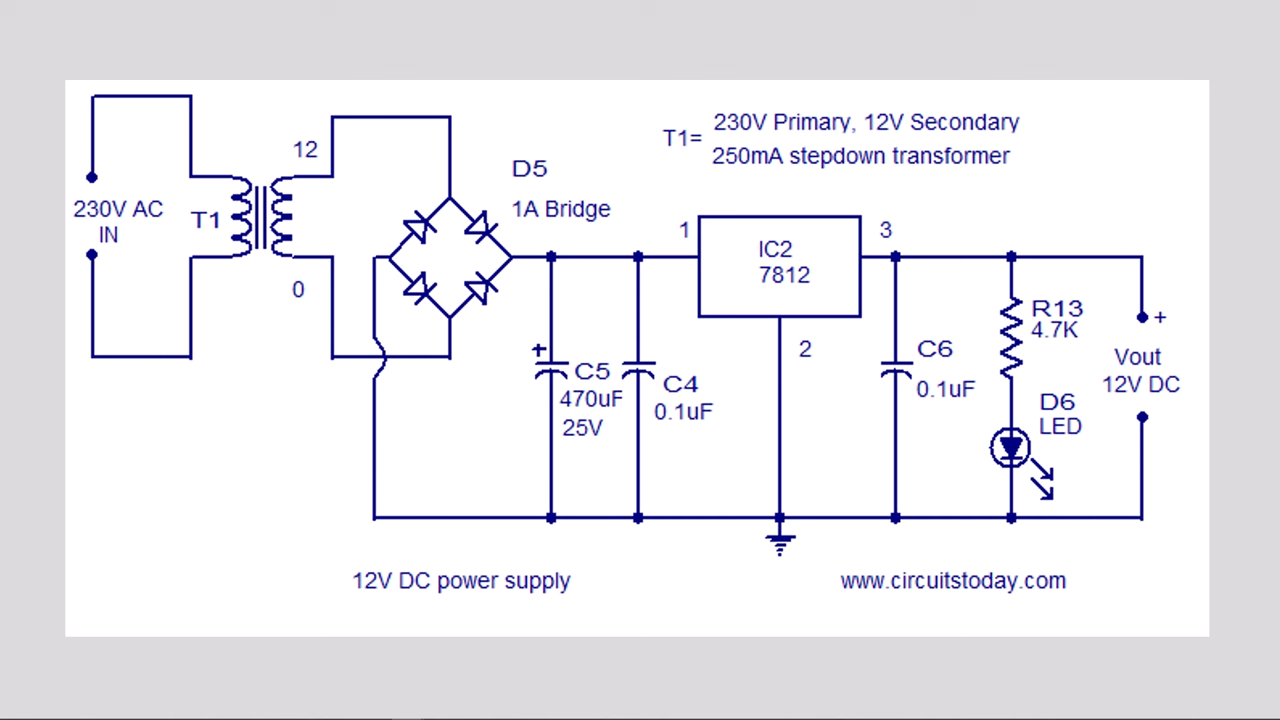 230V AC
IN
T1
12
0
D5
1A Bridge
T1=
230V Primary, 12V Secondary
250mA stepdown transformer
1
IC2
7812
3
2
+
C5
470uF
25V
C4
0.1uF
C6
0.1uF
R13
4.7K
D6
LED
+
Vout
12V DC
12V DC power supply
www.circuitstoday.com